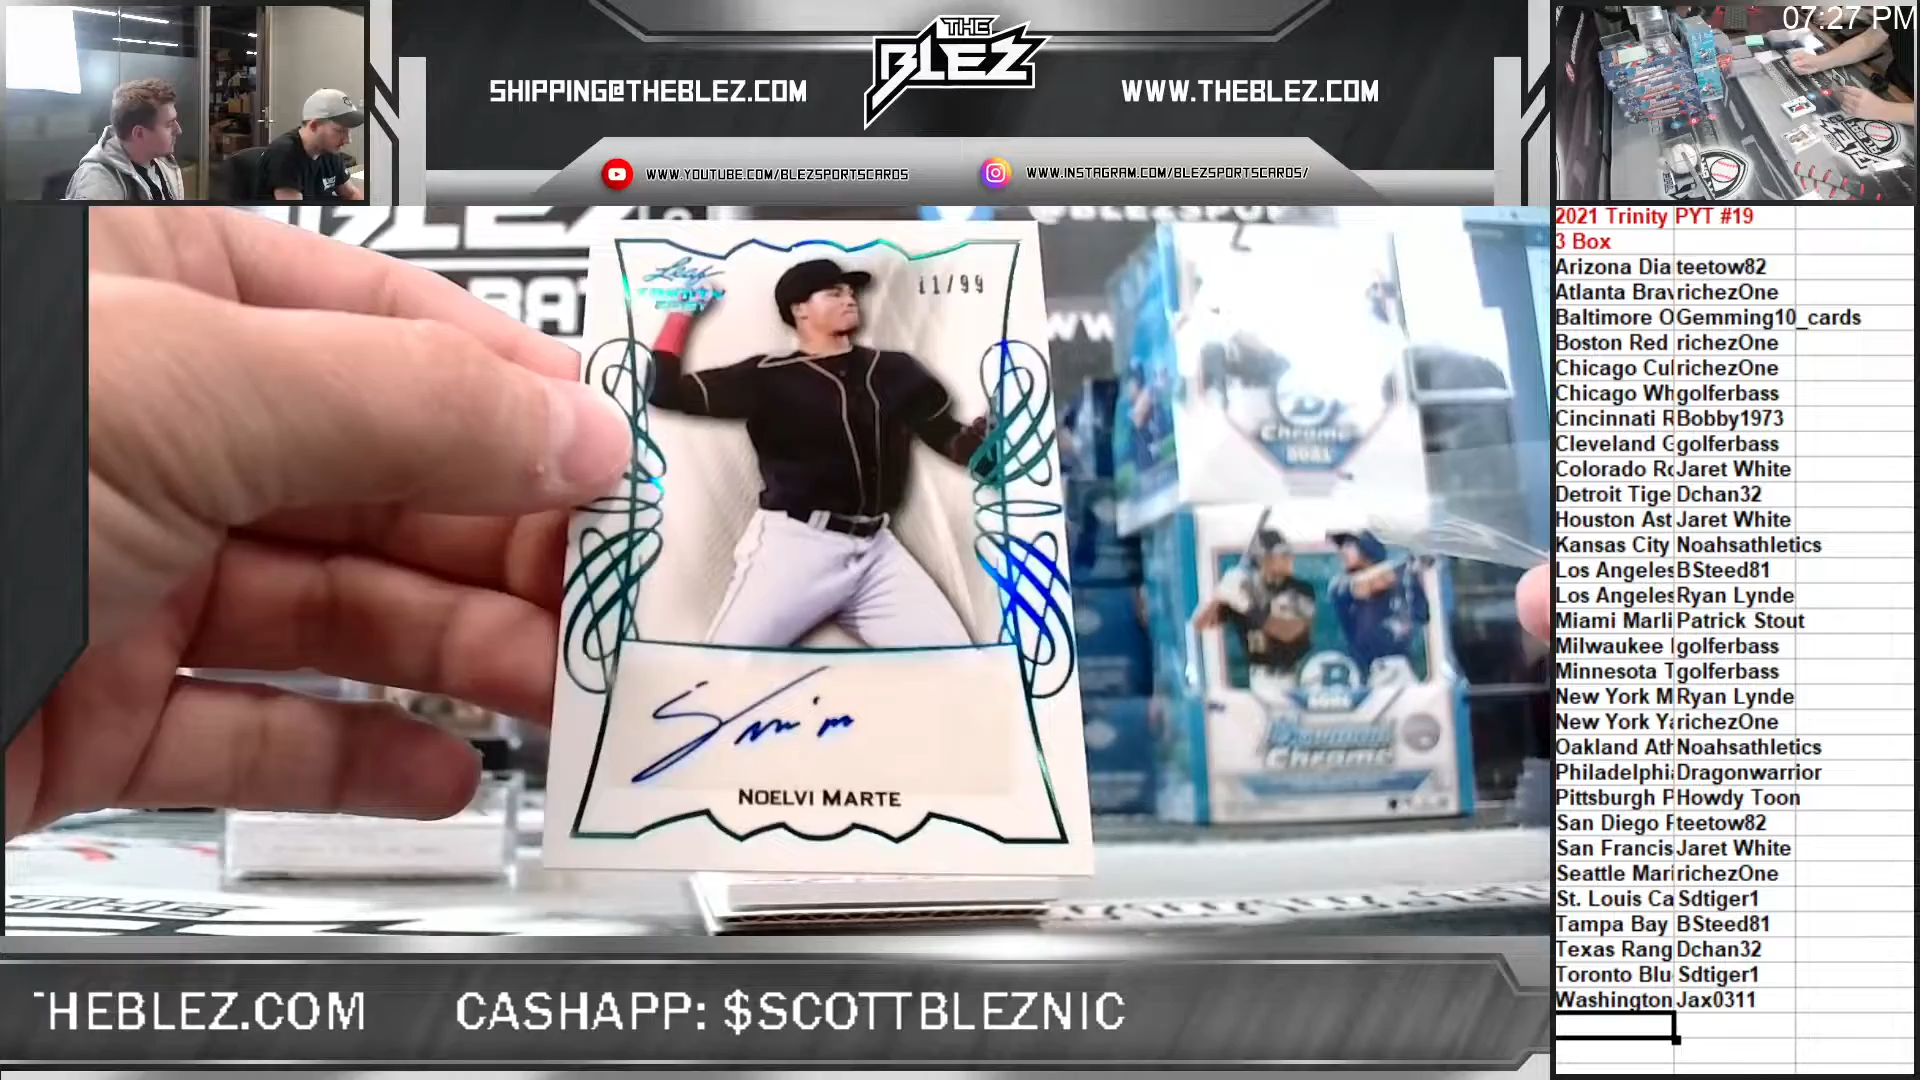 THE
BLEZ
SHIPPING@THEBLEZ.COM
WWW.THEBLEZ.COM
WWW.YOUTUBE.COM/BLEZSPORTSCARDS
WWW.INSTAGRAM.COM/BLEZSPORTSCARDS/
07:27 PM
Leaf
TRINITY
11/99
NOELVI MARTE
Chrome
2021
Bowman
Chrome
HEBLEZ.COM CASHAPP: $SCOTTBLEZNIC
2021 Trinity PYT #19
3 Box
Arizona Dia teetow82
Atlanta Brav richezOne
Baltimore O Gemming10_cards
Boston Red richezOne
Chicago Cul richezOne
Chicago Wh golferbass
Cincinnati R Bobby1973
Cleveland G golferbass
Colorado Ro Jaret White
Detroit Tige Dchan32
Houston Ast Jaret White
Kansas City Noahsathletics
Los Angeles BSteed81
Los Angeles Ryan Lynde
Miami Marli Patrick Stout
Milwaukee golferbass
Minnesota T golferbass
New York M Ryan Lynde
New York Ya richezOne
Oakland Ath Noahsathletics
Philadelphia Dragonwarrior
Pittsburgh P Howdy Toon
San Diego P teetow82
San Francis Jaret White
Seattle Mari richezOne
St. Louis Ca Sdtiger1
Tampa Bay BSteed81
Texas Rang Dchan32
Toronto Blu Sdtiger1
Washington Jax0311